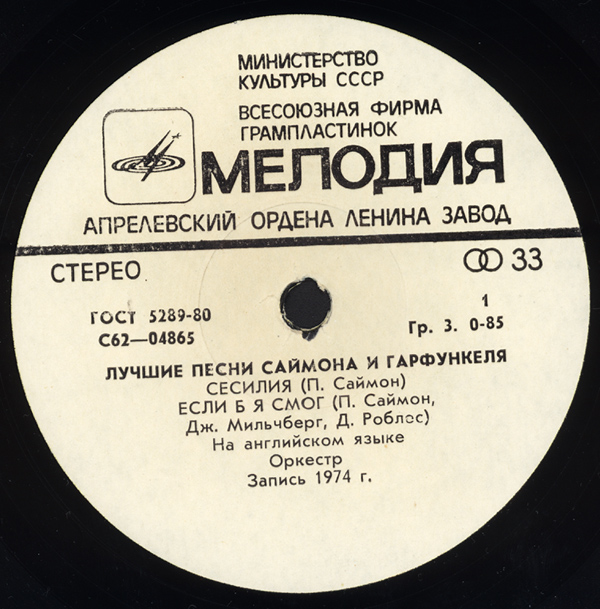 МИНИСТЕРСТВО
КУЛЬТУРЫ СССР
ВСЕСОЮЗНАЯ ФИРМА
ГРАМПЛАСТИНОК
МЕЛОДИЯ
АПРЕЛЕВСКИЙ ОРДЕНА ЛЕНИНА ЗАВОД
СТЕРЕО
33
ГОСТ 5289-80
1
С62—04865
Гр. 3. 0-85
ЛУЧШИЕ ПЕСНИ САЙМОНА И ГАРФУНКЕЛЯ
СЕСИЛИЯ (П. Саймон)
ЕСЛИ Б Я СМОГ (П. Саймон,
Дж. Мильчберг, Д. Роблес)
На английском языке
Оркестр
Запись 1974 г.